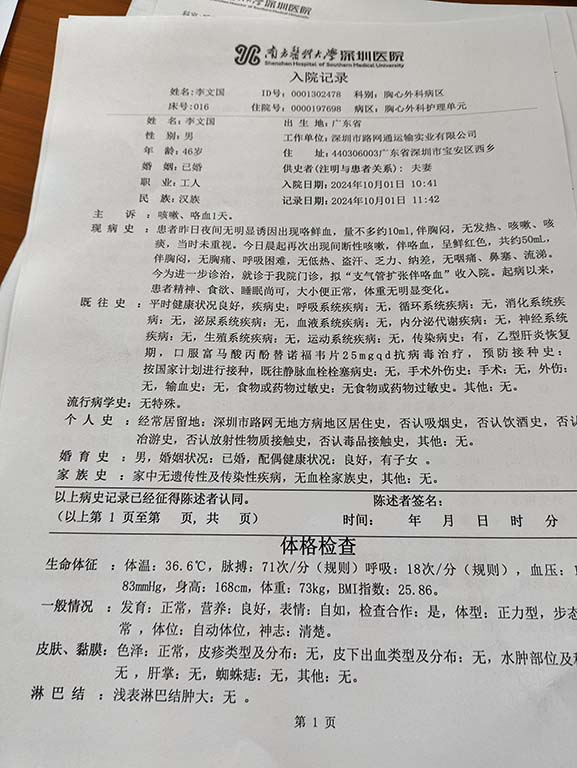 南方医科大学深圳医院
Shenzhen Hospital of Southern Medical University
入院记录
姓名:李文国 ID号:0001302478 科别:胸心外科病区
床号:016 住院号:0000197698 病区:胸心外科护理单元
姓 名:李文国 出 生 地:广东省
性 别:男 工作单位:深圳市路网通运输实业有限公司
年 龄:46岁 住 址:440306003广东省深圳市宝安区西乡
婚 姻:已婚 供史者(注明与患者关系): 夫妻
职 业:工人 入院日期:2024年10月01日 10:41
民 族:汉族 记录日期:2024年10月01日 11:42
主 诉:咳嗽、咯血1天。
现 病 史:患者昨日夜间无明显诱因出现咯鲜血,量不多约10ml,伴胸闷,无发热、咳嗽、咳
痰,当时未重视。今日晨起再次出现间断性咳嗽,伴咯血,呈鲜红色,共约50mL,
伴胸闷,无胸痛、呼吸困难,无低热、盗汗、乏力、纳差,无咽痛、鼻塞、流涕。
今为进一步诊治,就诊于我院门诊,拟"支气管扩张伴咯血"收入院。起病以来,
患者精神、食欲、睡眠尚可,大小便正常,体重无明显变化。
既 往 史:平时健康状况良好,疾病史:呼吸系统疾病:无,循环系统疾病:无,消化系统疾
病:无,泌尿系统疾病:无,血液系统疾病:无,内分泌代谢疾病:无,神经系统
疾病:无,生殖系统疾病:无,运动系统疾病:无,传染病史:有,乙型肝炎恢复
期,口服富马酸丙酚替诺福韦片25mgqd抗病毒治疗,预防接种史:
按国家计划进行接种,既往静脉血栓栓塞病史:无,手术外伤史:手术:无,外伤:
无,输血史:无,食物或药物过敏史:无食物或药物过敏史。其他:无。
流行病学史:无特殊。
个 人 史:经常居留地:深圳市路网无地方病地区居住史,否认吸烟史,否认饮酒史,否认
冶游史,否认放射性物质接触史,否认毒品接触史,其他:无。
婚 育 史:男,婚姻状况:已婚,配偶健康状况:良好,有子女 。
家 族 史:家中无遗传性及传染性疾病,无血栓家族史,其他:无。
以上病史记录已经征得陈述者认同。 陈述者签名:
(以上第 1 页至第 页,共 页) 时间: 年 月 日 时 分
体格检查
生命体征 :体温:36.6℃,脉搏:71次/分(规则)呼吸:18次/分(规则),血压:
83mmHg,身高:168cm,体重:73kg,BMI指数:25.86。
一般情况 :发育:正常,营养:良好,表情:自如,检查合作:是,体型:正力型,步态
常 ,体位:自动体位,神志:清楚。
皮肤、黏膜:色泽:正常,皮疹类型及分布:无,皮下出血类型及分布:无,水肿部位及
无 ,肝掌:无,蜘蛛痣:无,其他:无。
淋 巴 结 :浅表淋巴结肿大:无 。
第 1 页